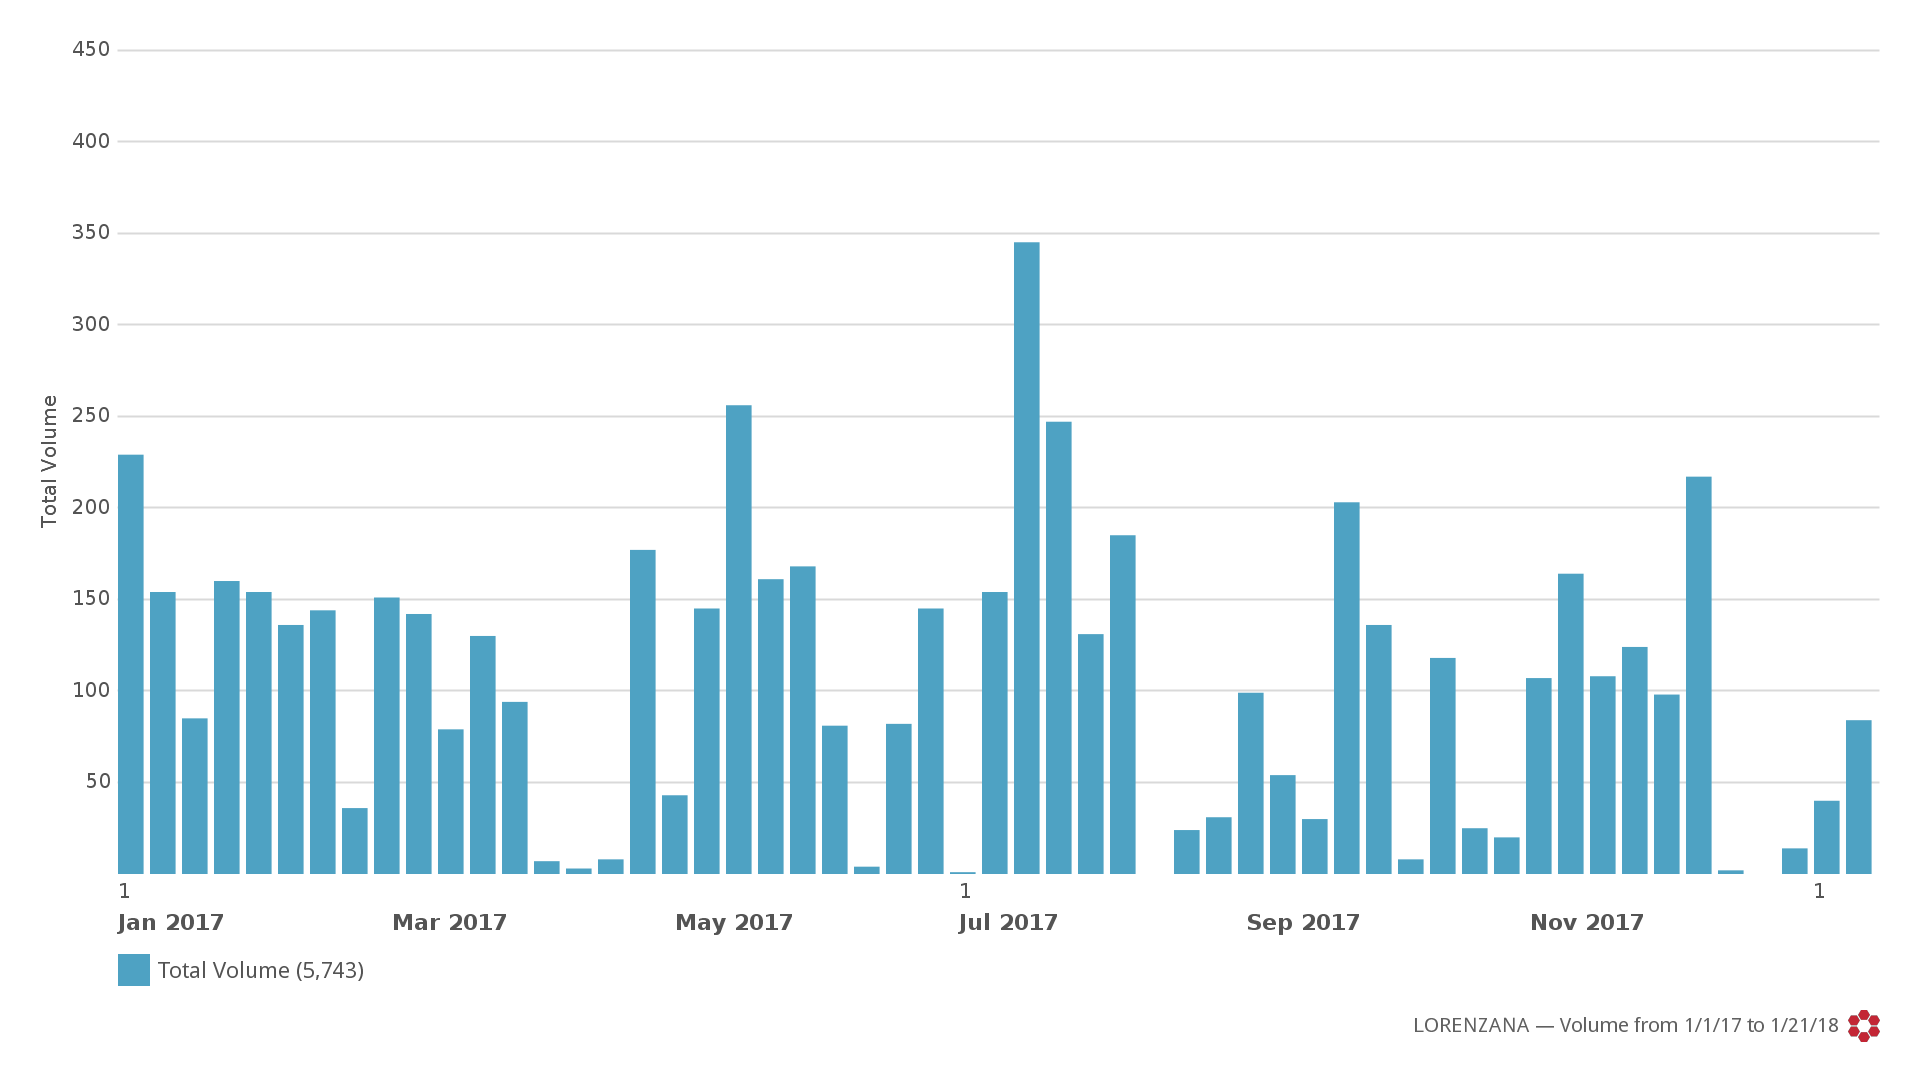 450
400
350
300
250
200
150
100
50
Total Volume
1 1 1
Jan 2017 Mar 2017 May 2017 Jul 2017 Sep 2017 Nov 2017
Total Volume (5,743)
LORENZANA — Volume from 1/1/17 to 1/21/18